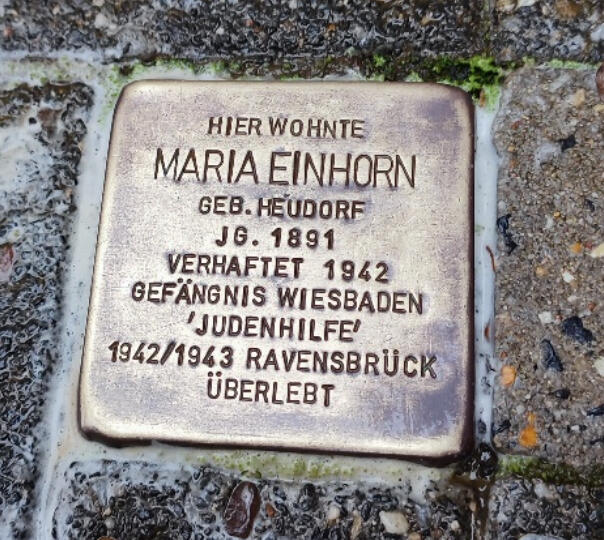 HIER WOHNTE
MARIA EINHORN
GEB. HEUDORF
JG. 1891
VERHAFTET 1942
GEFÄNGNIS WIESBADEN
'JUDENHILFE'
1942/1943 RAVENSBRÜCK
ÜBERLEBT